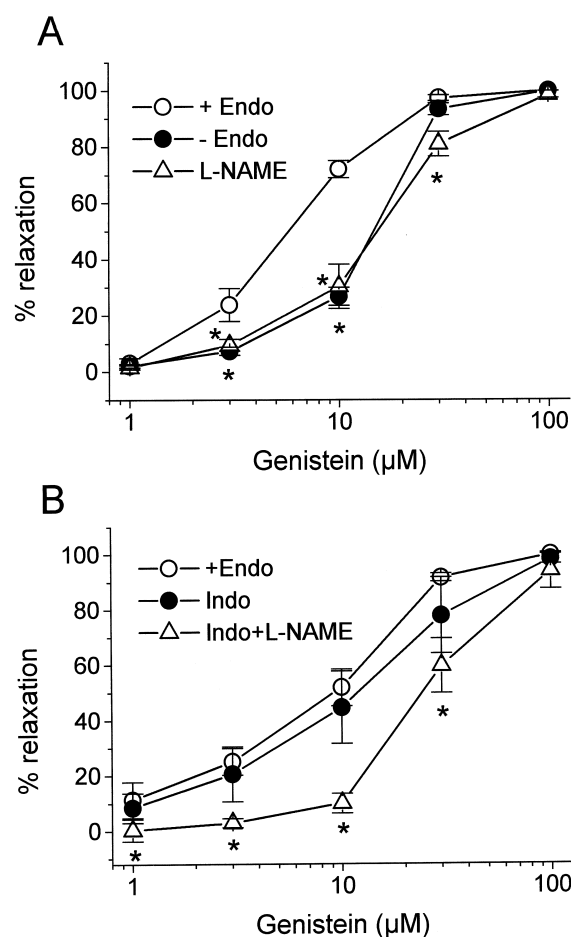 A
100
80
60
40
20
0
% relaxation
+ Endo
- Endo
L-NAME
*
*
*
*
*
1
10
100
Genistein (µM)
B
100
80
60
40
20
0
% relaxation
+Endo
Indo
Indo+L-NAME
*
*
*
*
1
10
100
Genistein (µM)